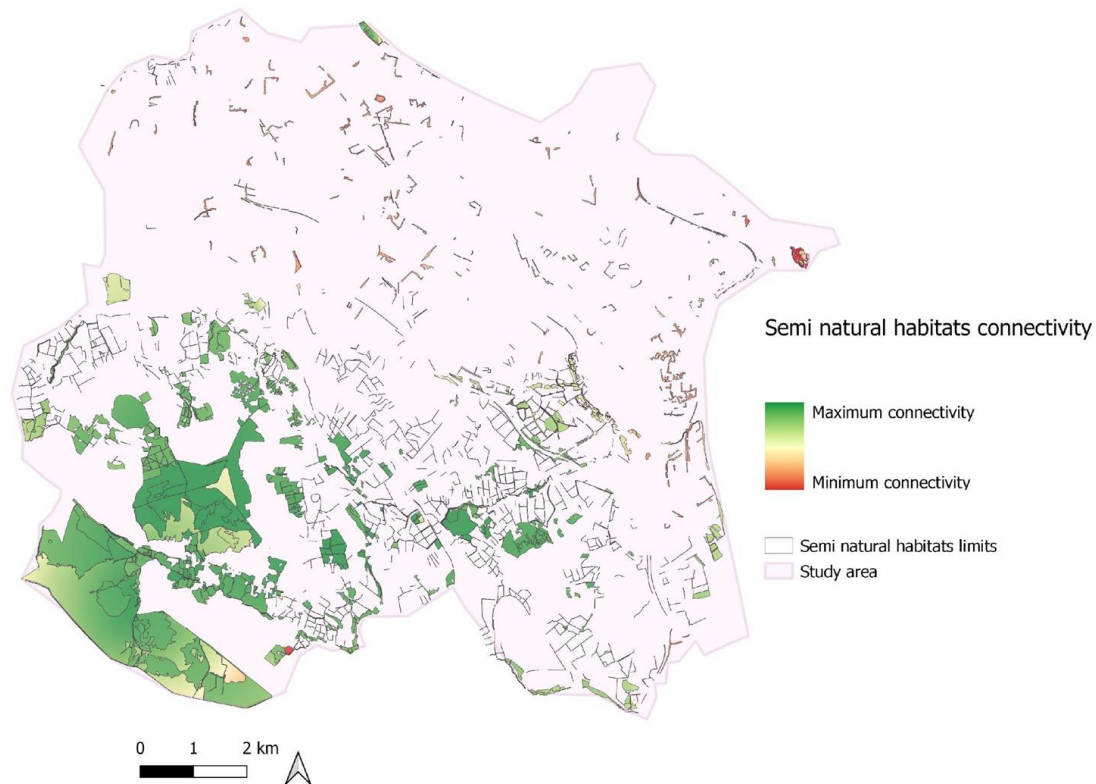 Semi natural habitats connectivity
Maximum connectivity
Minimum connectivity
Semi natural habitats limits
Study area
0 1 2 km